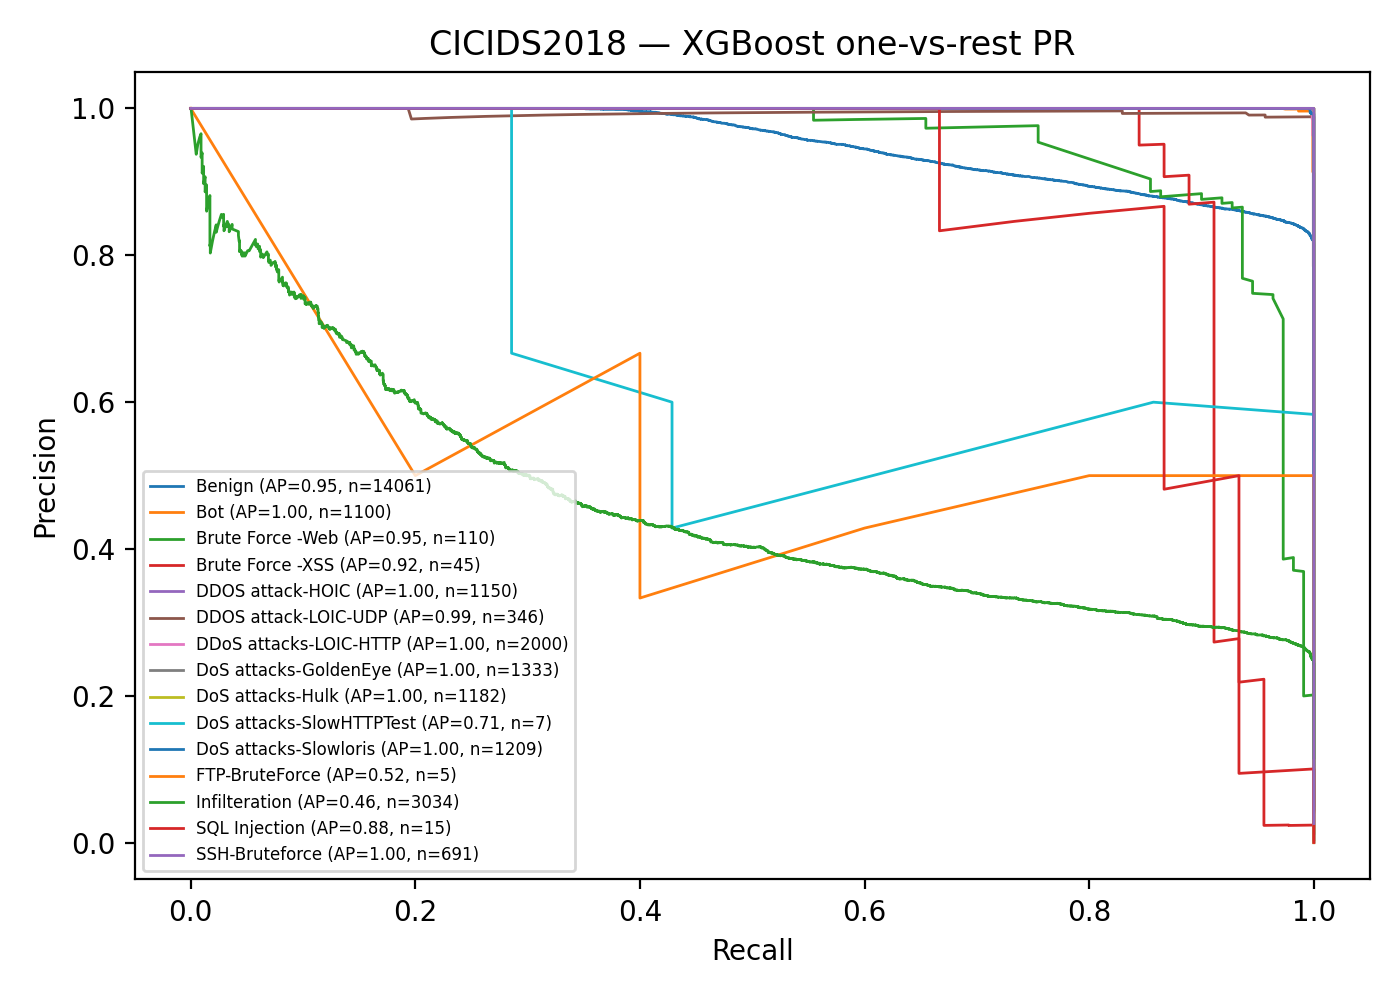 CICIDS2018 — XGBoost one-vs-rest PR
1.0
0.8
0.6
0.4
0.2
0.0
Precision
Benign (AP=0.95, n=14061)
Bot (AP=1.00, n=1100)
Brute Force -Web (AP=0.95, n=110)
Brute Force -XSS (AP=0.92, n=45)
DDOS attack-HOIC (AP=1.00, n=1150)
DDOS attack-LOIC-UDP (AP=0.99, n=346)
DDoS attacks-LOIC-HTTP (AP=1.00, n=2000)
DoS attacks-GoldenEye (AP=1.00, n=1333)
DoS attacks-Hulk (AP=1.00, n=1182)
DoS attacks-SlowHTTPTest (AP=0.71, n=7)
DoS attacks-Slowloris (AP=1.00, n=1209)
FTP-BruteForce (AP=0.52, n=5)
Infilteration (AP=0.46, n=3034)
SQL Injection (AP=0.88, n=15)
SSH-Bruteforce (AP=1.00, n=691)
0.0 0.2 0.4 0.6 0.8 1.0
Recall